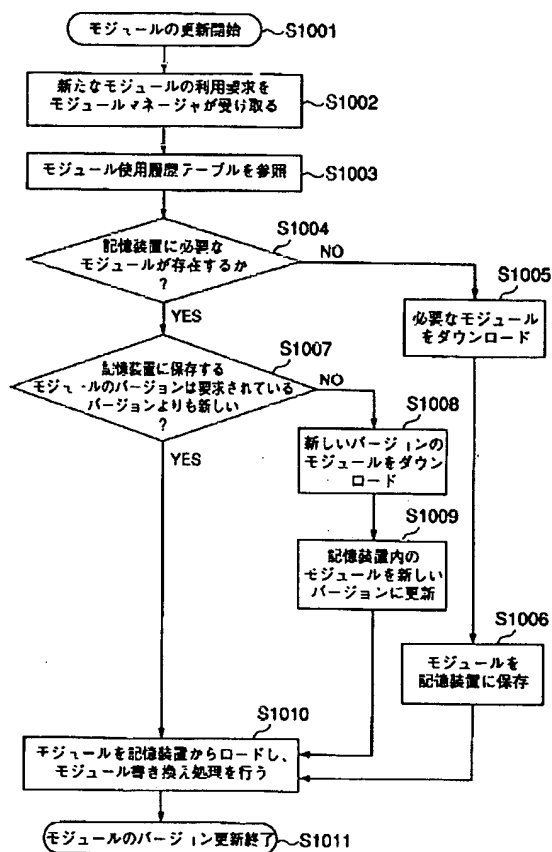 モジュールの更新開始
S1001
新たなモジュールの利用要求を
モジュールマネージャが受け取る
S1002
モジュール使用履歴テーブルを参照
S1003
S1004
記憶装置に必要な
モジュールが存在するか
?
NO
YES
S1005
必要なモジュール
をダウンロード
S1007
記憶装置に保存する
モジュールのバージョンは要求されている
バージョンよりも新しい
?
NO
YES
S1008
新しいバージョンの
モジュールをダウン
ロード
S1009
記憶装置内の
モジュールを新しい
バージョンに更新
S1006
モジュールを
記憶装置に保存
S1010
モジュールを記憶装置からロードし、
モジュール書き換え処理を行う
モジュールのバージョン更新終了
S1011